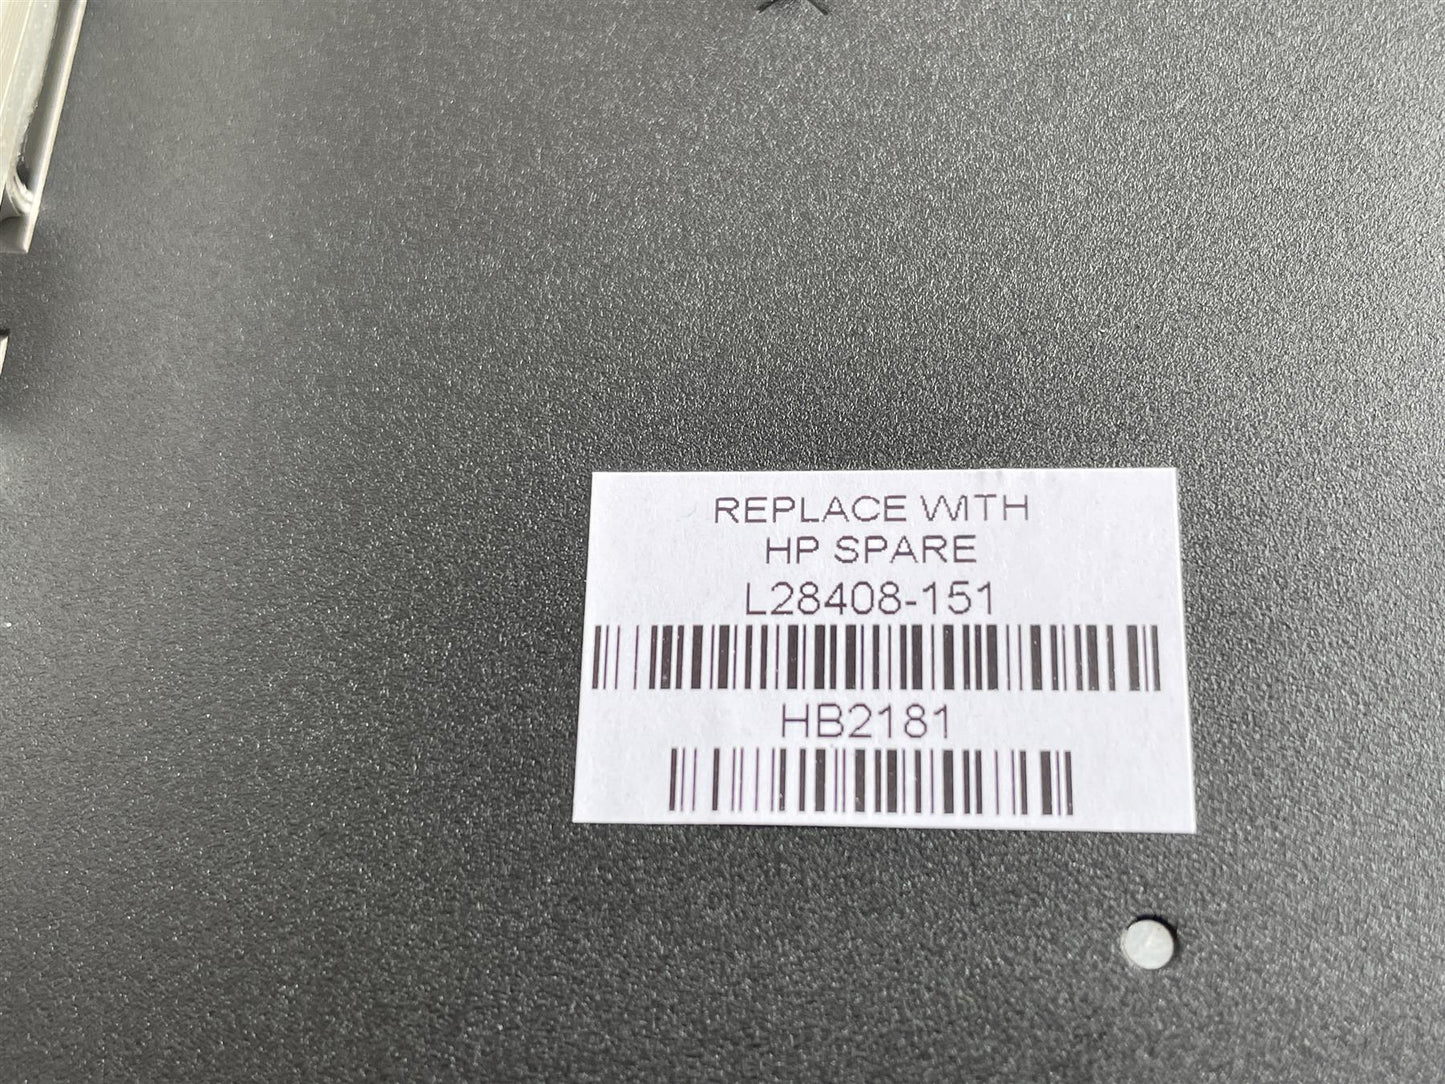 REPLACE WITH
HP SPARE
L28408-151
HB2181